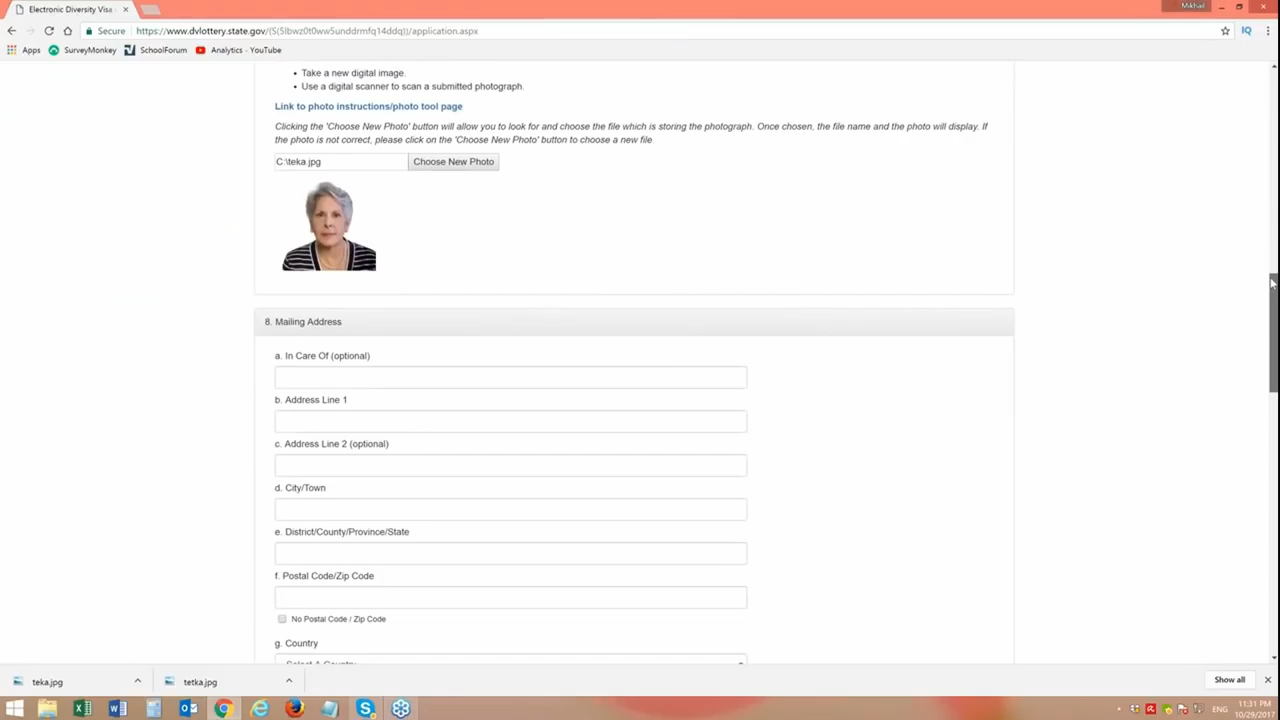 Electronic Diversity Visa
Mikhail
Secure
https://www.dvlottery.state.gov/(S(5lbwz0t0ww5unddrmfq14ddq))/application.aspx
IQ
Apps
SurveyMonkey
SchoolForum
Analytics - YouTube
• Take a new digital image.
• Use a digital scanner to scan a submitted photograph.
Link to photo instructions/photo tool page
Clicking the 'Choose New Photo' button will allow you to look for and choose the file which is storing the photograph. Once chosen, the file name and the photo will display. If
the photo is not correct, please click on the 'Choose New Photo' button to choose a new file
C:\teka.jpg
Choose New Photo
8. Mailing Address
a. In Care Of (optional)
b. Address Line 1
c. Address Line 2 (optional)
d. City/Town
e. District/County/Province/State
f. Postal Code/Zip Code
No Postal Code / Zip Code
g. Country
Select A Country
teka.jpg
tetka.jpg
Show all
ENG
11:31 PM
10/29/2017